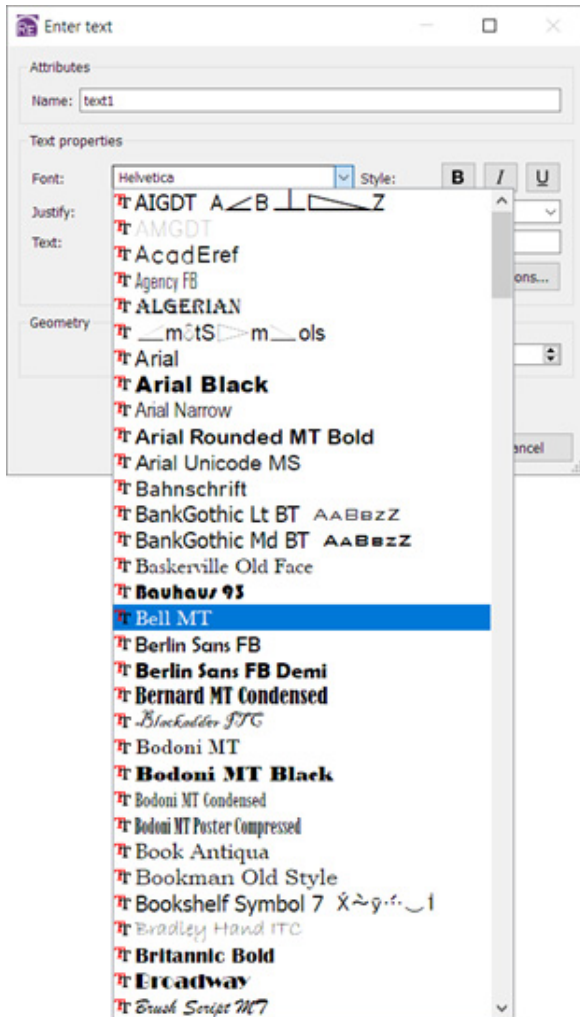 RE Enter text
Attributes
Name: text1
Text properties
Font: Helvetica Style: B I U
Justify:
Text:
ons...
Geometry
ancel
AIGDT A B Z
AMGDT
AcadEref
Agency FB
ALGERIAN
m t S m ols
Arial
Arial Black
Arial Narrow
Arial Rounded MT Bold
Arial Unicode MS
Bahnschrift
BankGothic Lt BT AaBbzZ
BankGothic Md BT AaBbzZ
Baskerville Old Face
Bauhaus 93
Bell MT
Berlin Sans FB
Berlin Sans FB Demi
Bernard MT Condensed
Blackadder ITC
Bodoni MT
Bodoni MT Black
Bodoni MT Condensed
Bodoni MT Poster Compressed
Book Antiqua
Bookman Old Style
Bookshelf Symbol 7
Bradley Hand ITC
Britannic Bold
Broadway
Brush Script MT